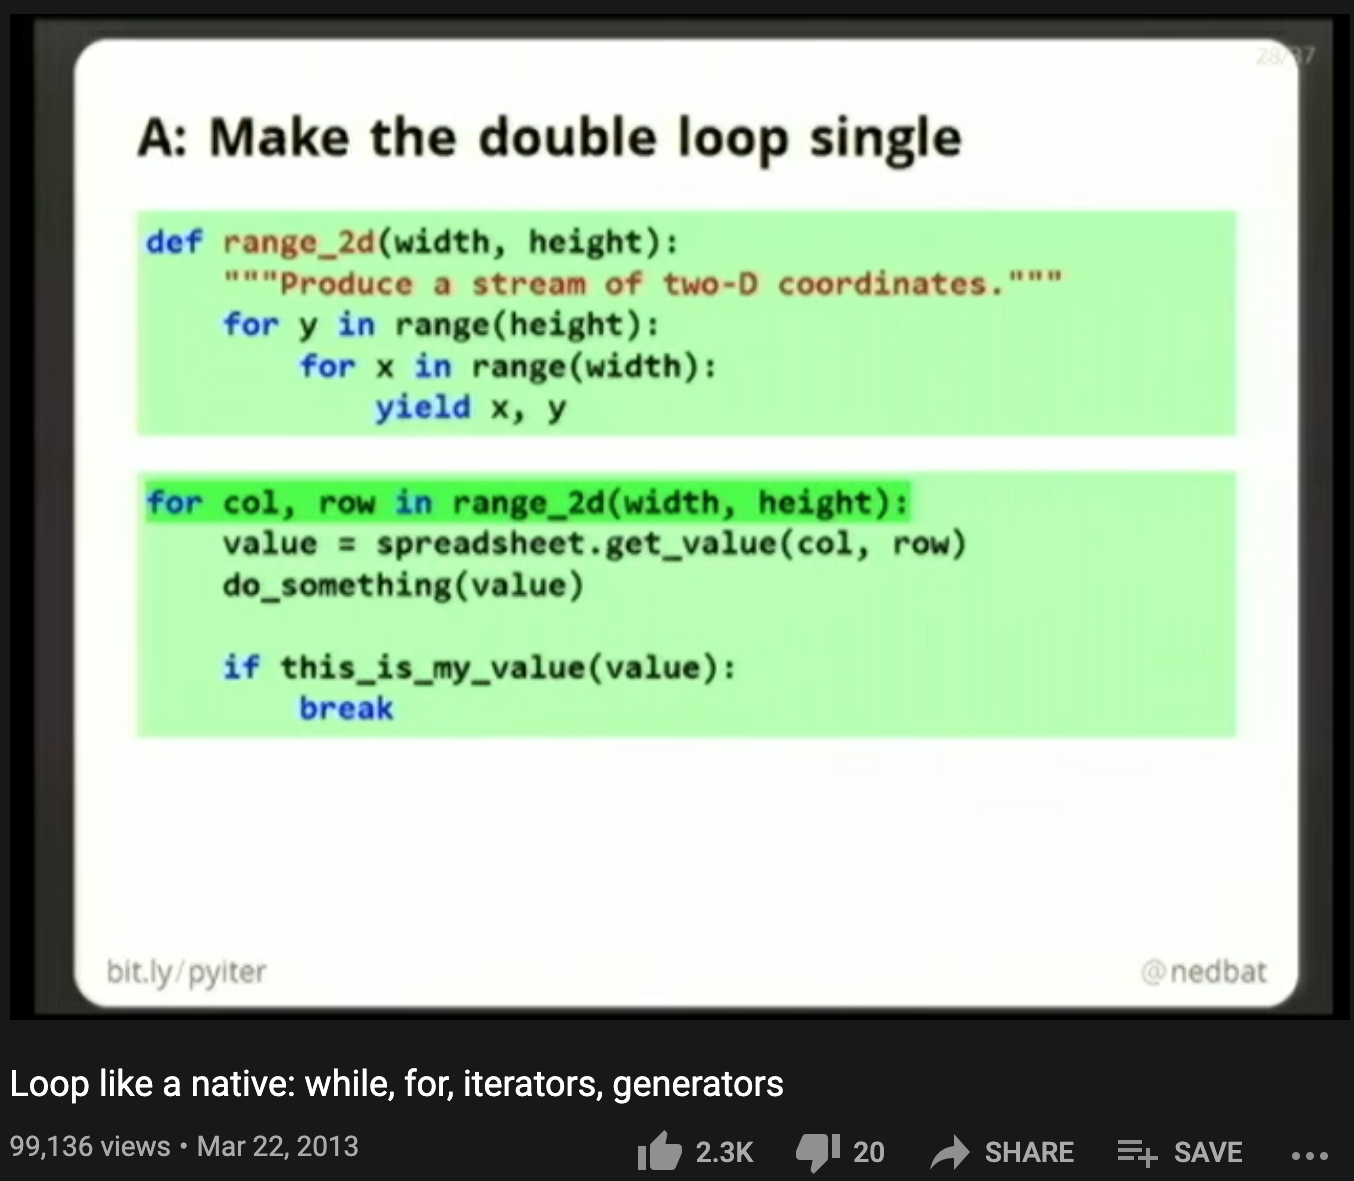 28/37
A: Make the double loop single
def range_2d(width, height):
    """Produce a stream of two-D coordinates."""
    for y in range(height):
        for x in range(width):
            yield x, y
for col, row in range_2d(width, height):
    value = spreadsheet.get_value(col, row)
    do_something(value)
    if this_is_my_value(value):
        break
bit.ly/pyiter @nedbat
Loop like a native: while, for, iterators, generators
99,136 views • Mar 22, 2013 2.3K 20 SHARE SAVE